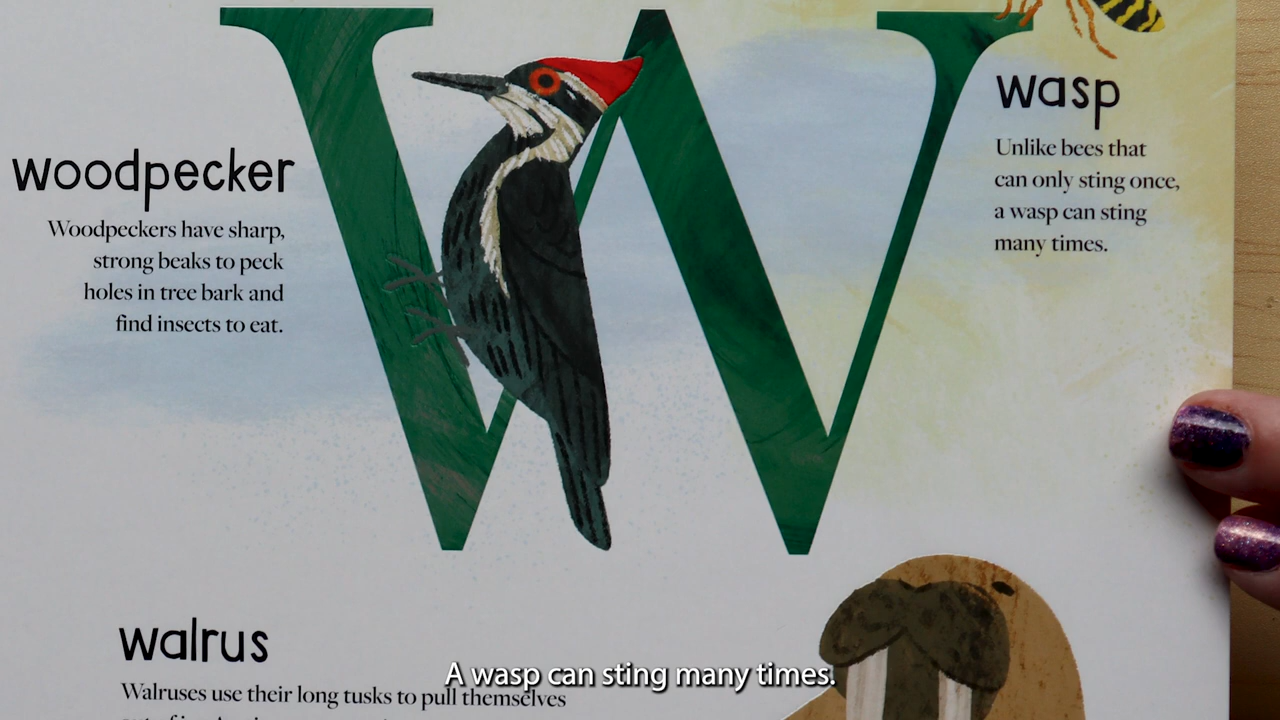 W
woodpecker
Woodpeckers have sharp,
strong beaks to peck
holes in tree bark and
find insects to eat.
wasp
Unlike bees that
can only sting once,
a wasp can sting
many times.
walrus
Walruses use their long tusks to pull themselves
A wasp can sting many times.